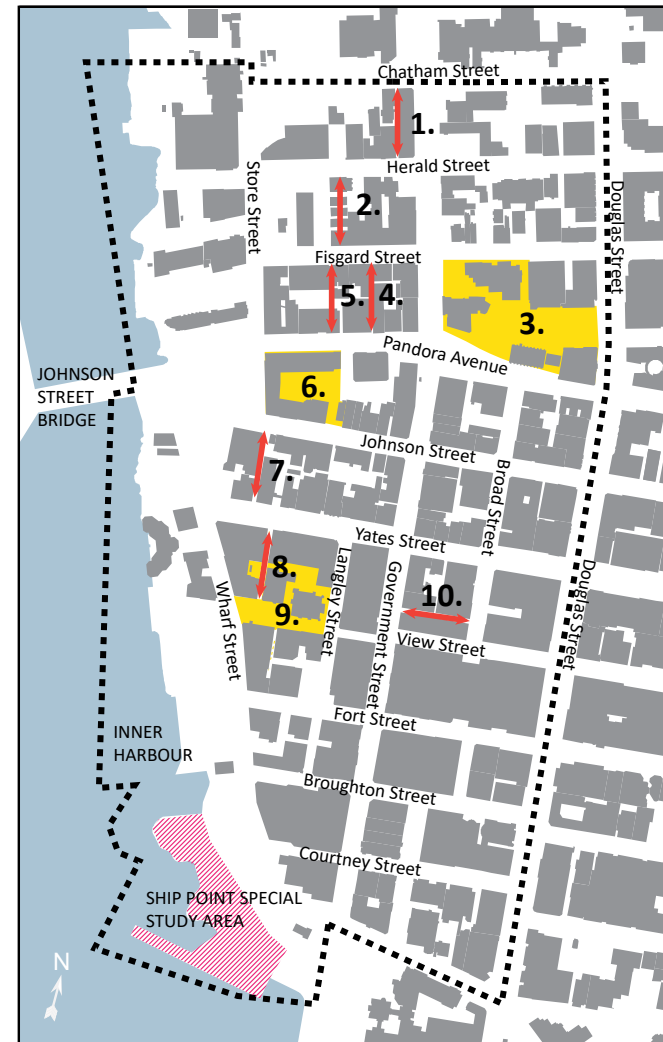 Chatham Street
1.
Herald Street
Store Street
2.
Douglas Street
Fisgard Street
5.
4.
3.
Pandora Avenue
JOHNSON
STREET
BRIDGE
6.
Johnson Street
7.
Broad Street
Yates Street
8.
Langley Street
Government Street
10.
Douglas Street
9.
Wharf Street
View Street
Fort Street
INNER
HARBOUR
Broughton Street
Courtney Street
SHIP POINT SPECIAL
STUDY AREA
N